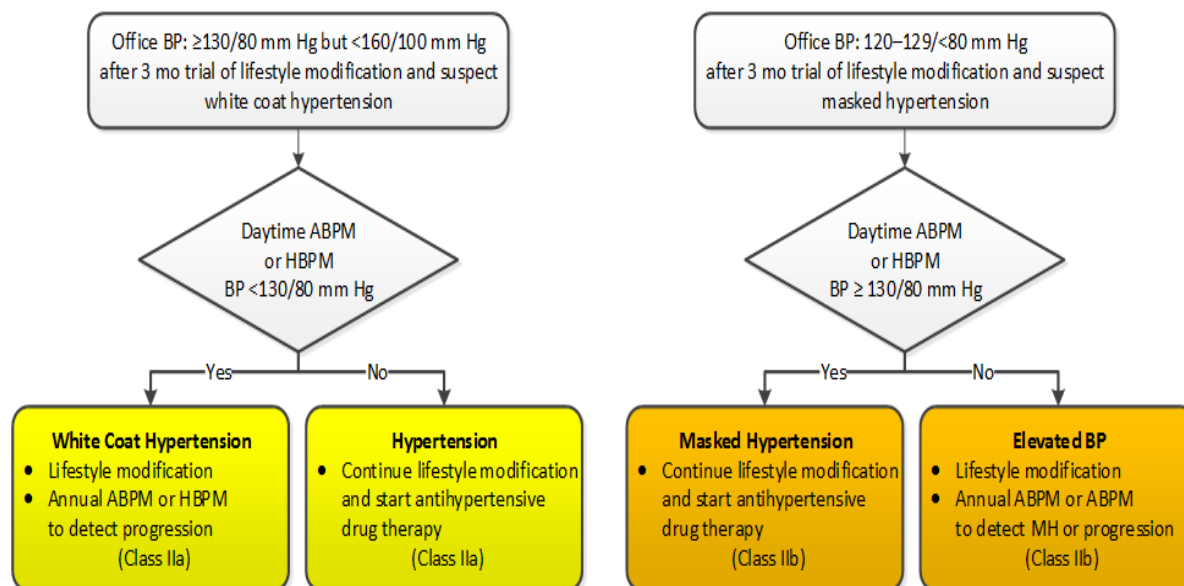 Office BP: ≥130/80 mm Hg but <160/100 mm Hg
after 3 mo trial of lifestyle modification and suspect
white coat hypertension
Daytime ABPM
or HBPM
BP <130/80 mm Hg
Yes
No
White Coat Hypertension
• Lifestyle modification
• Annual ABPM or HBPM
to detect progression
(Class IIa)
Hypertension
• Continue lifestyle modification
and start antihypertensive
drug therapy
(Class IIa)
Office BP: 120–129/<80 mm Hg
after 3 mo trial of lifestyle modification and suspect
masked hypertension
Daytime ABPM
or HBPM
BP ≥ 130/80 mm Hg
Yes
No
Masked Hypertension
• Continue lifestyle modification
and start antihypertensive
drug therapy
(Class IIb)
Elevated BP
• Lifestyle modification
• Annual ABPM or ABPM
to detect MH or progression
(Class IIb)